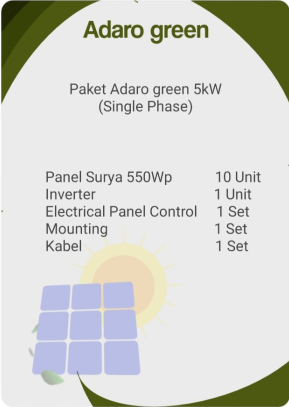 Adaro green
Paket Adaro green 5kW
(Single Phase)
Panel Surya 550Wp 10 Unit
Inverter 1 Unit
Electrical Panel Control 1 Set
Mounting 1 Set
Kabel 1 Set